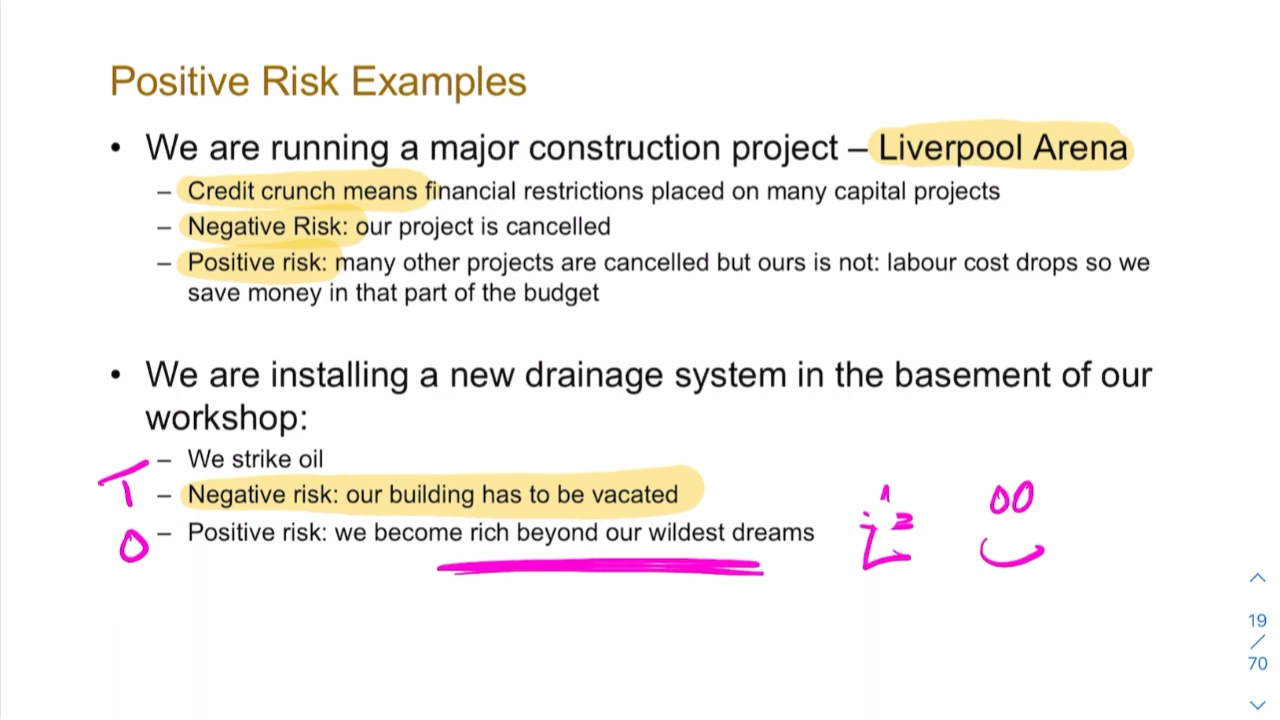 Positive Risk Examples
• We are running a major construction project – Liverpool Arena
– Credit crunch means financial restrictions placed on many capital projects
– Negative Risk: our project is cancelled
– Positive risk: many other projects are cancelled but ours is not: labour cost drops so we
save money in that part of the budget
• We are installing a new drainage system in the basement of our
workshop:
– We strike oil
T – Negative risk: our building has to be vacated
O – Positive risk: we become rich beyond our wildest dreams
19
/
70